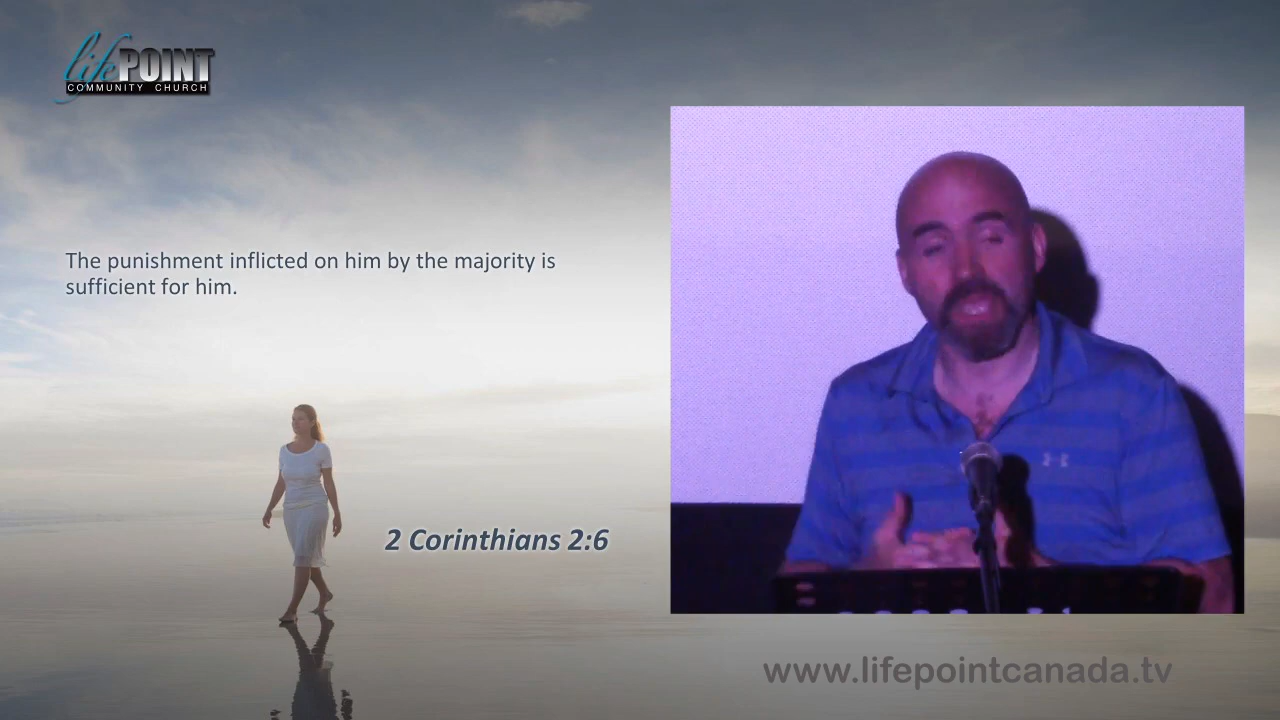 life POINT
COMMUNITY CHURCH
The punishment inflicted on him by the majority is
sufficient for him.
2 Corinthians 2:6
www.lifepointcanada.tv